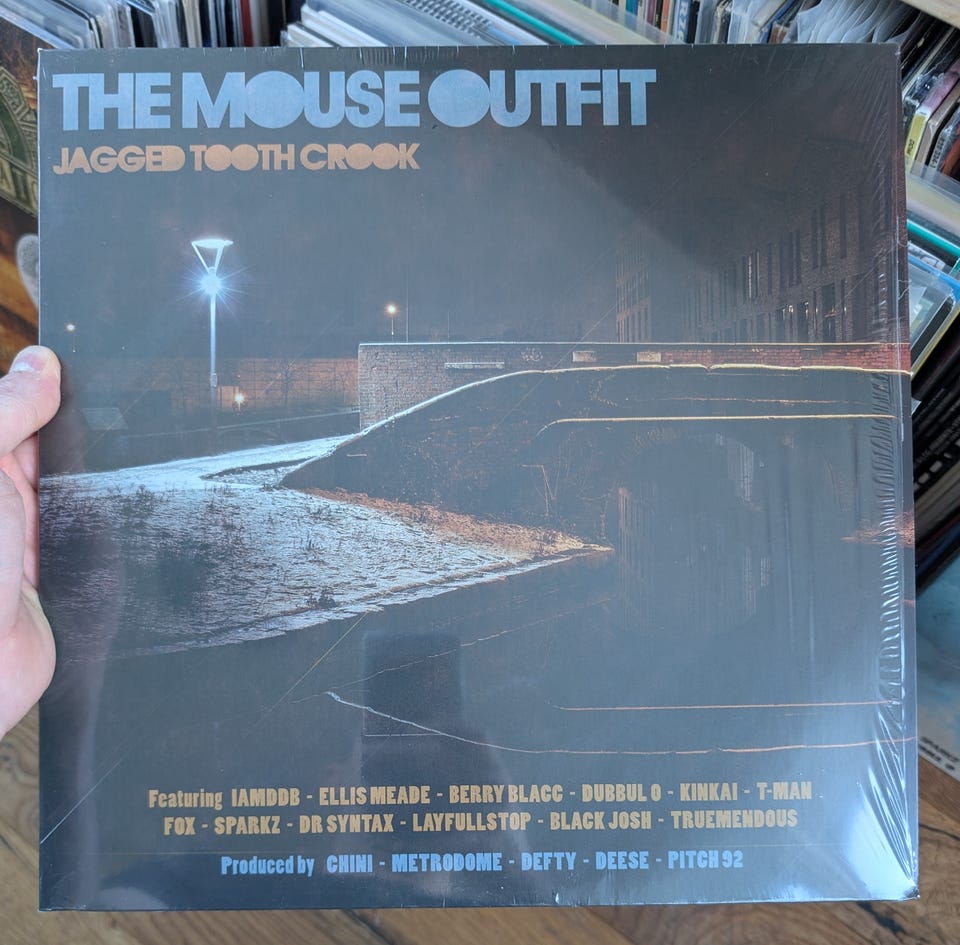 THE MOUSE OUTFIT
JAGGED TOOTH CROOK
Featuring IAMDDB - ELLIS MEADE - BERRY BLACC - DUBBUL O - KINKAI - T-MAN
FOX - SPARKZ - DR SYNTAX - LAYFULLSTOP - BLACK JOSH - TRUEMENDOUS
Produced by CHINI - METRODOME - DEFTY - DEESE - PITCH 92